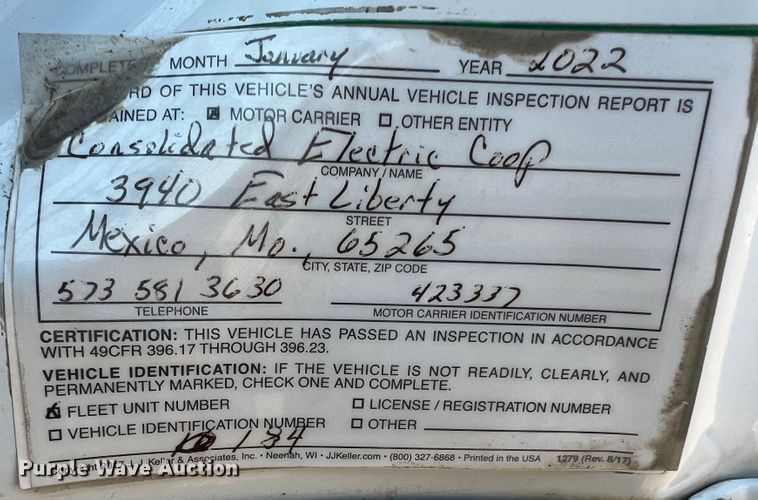 COMPLETE MONTH January YEAR 2022
RD OF THIS VEHICLE'S ANNUAL VEHICLE INSPECTION REPORT IS
AINED AT: MOTOR CARRIER OTHER ENTITY
Consolidated Electric Coop
COMPANY / NAME
3940 East Liberty
STREET
Mexico, Mo., 65265
CITY, STATE, ZIP CODE
573 581 3630 423337
TELEPHONE MOTOR CARRIER IDENTIFICATION NUMBER
CERTIFICATION: THIS VEHICLE HAS PASSED AN INSPECTION IN ACCORDANCE
WITH 49CFR 396.17 THROUGH 396.23.
VEHICLE IDENTIFICATION: IF THE VEHICLE IS NOT READILY, CLEARLY, AND
PERMANENTLY MARKED, CHECK ONE AND COMPLETE.
FLEET UNIT NUMBER LICENSE / REGISTRATION NUMBER
VEHICLE IDENTIFICATION NUMBER OTHER
184
J. J. Keller & Associates, Inc. • Neenah, WI • JJKeller.com • (800) 327-6868 • Printed in the USA 1279 (Rev. 8/17)
Purple Wave Auction